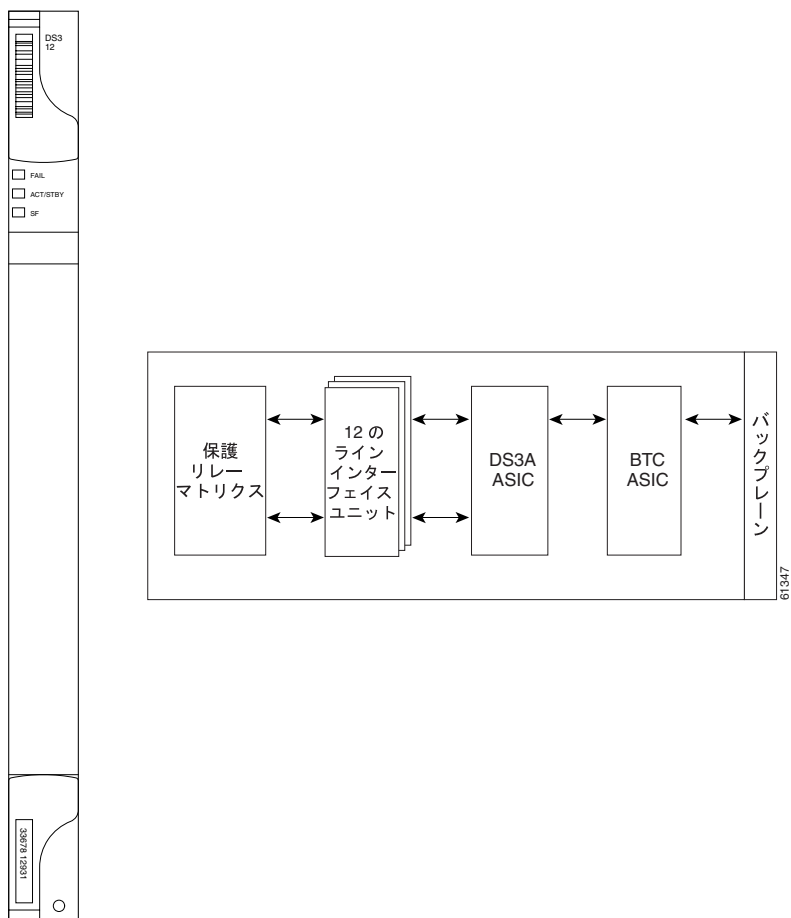 DS3
12
FAIL
ACT/STBY
SF
33678 12931
保護
リレー
マトリクス
12 の
ライン
インター
フェイス
ユニット
DS3A
ASIC
BTC
ASIC
バックプレーン
61347